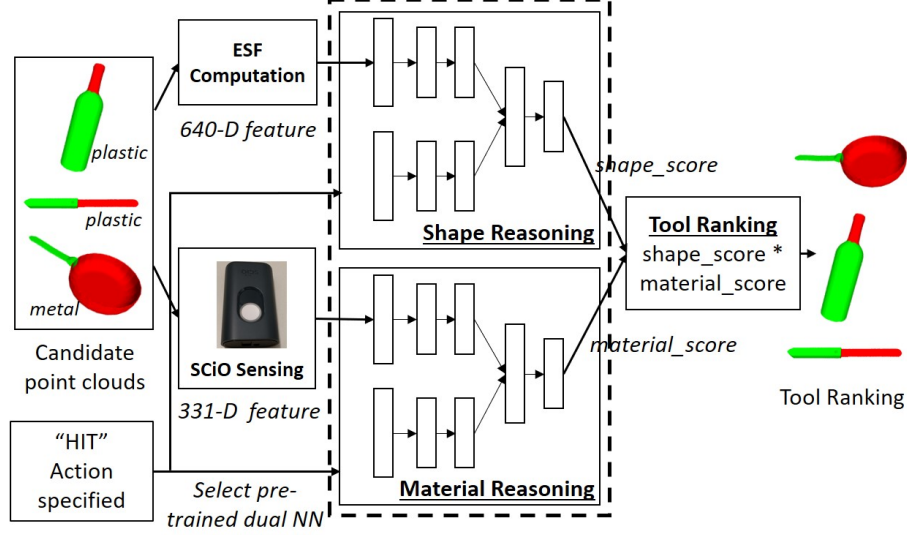 ESF
Computation
640-D feature
plastic
plastic
metal
Candidate
point clouds
SCiO Sensing
331-D feature
"HIT"
Action
specified
Select pre-
trained dual NN
Shape Reasoning
Material Reasoning
shape_score
material_score
Tool Ranking
shape_score *
material_score
Tool Ranking